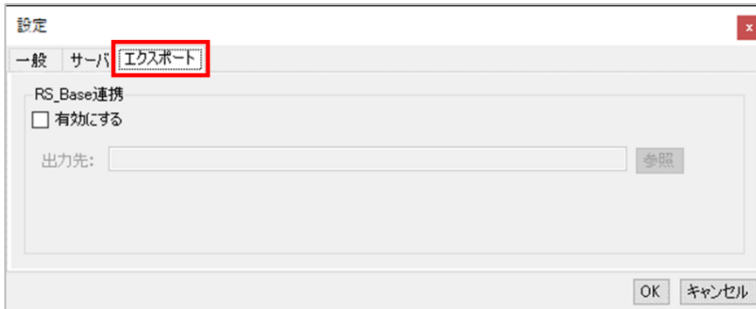 設定
x
一般 サーバ エクスポート
RS_Base連携
有効にする
出力先: 参照
OK キャンセル